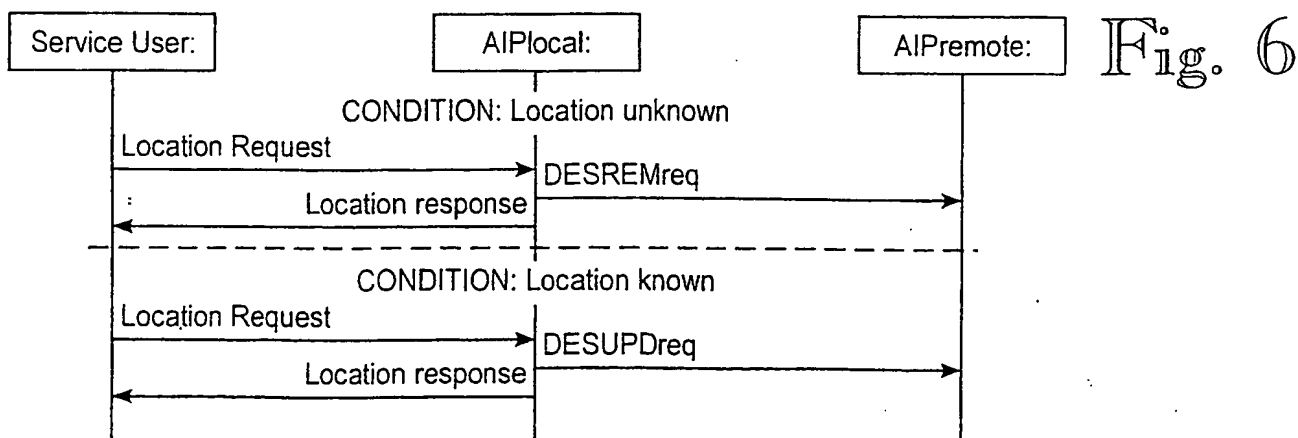 Service User:
AIPlocal:
AIPremote:
Fig. 6
CONDITION: Location unknown
Location Request
DESREMreq
Location response
CONDITION: Location known
Location Request
DESUPDreq
Location response